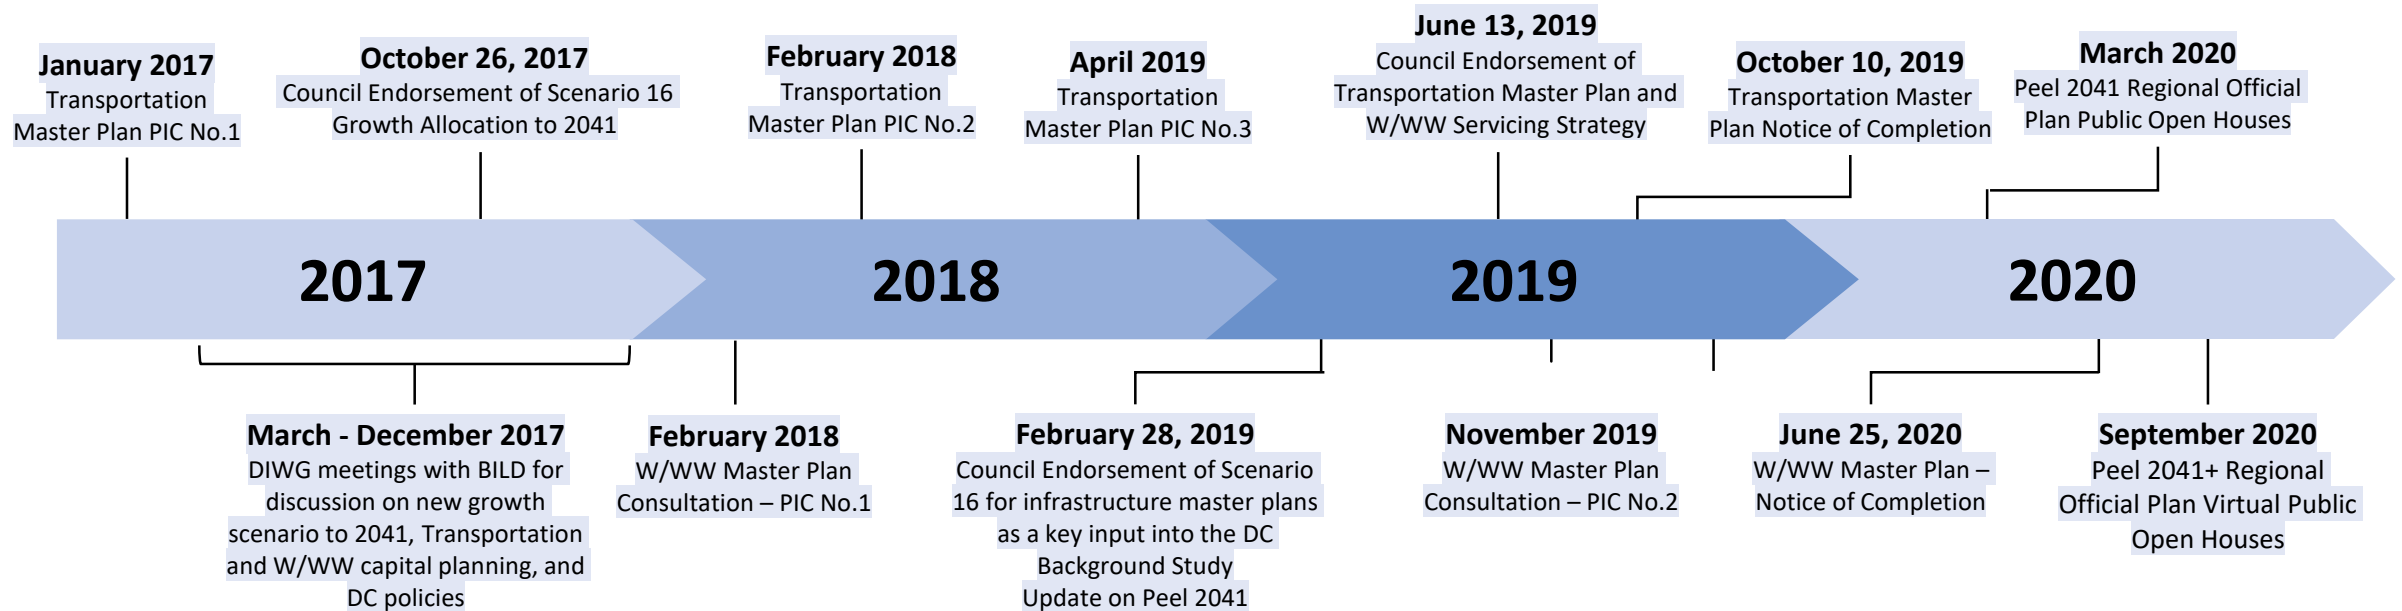 January 2017
Transportation
Master Plan PIC No.1
October 26, 2017
Council Endorsement of Scenario 16
Growth Allocation to 2041
February 2018
Transportation
Master Plan PIC No.2
April 2019
Transportation
Master Plan PIC No.3
June 13, 2019
Council Endorsement of
Transportation Master Plan and
W/WW Servicing Strategy
October 10, 2019
Transportation Master
Plan Notice of Completion
March 2020
Peel 2041 Regional Official
Plan Public Open Houses
2017
2018
2019
2020
March - December 2017
DIWG meetings with BILD for
discussion on new growth
scenario to 2041, Transportation
and W/WW capital planning, and
DC policies
February 2018
W/WW Master Plan
Consultation – PIC No.1
February 28, 2019
Council Endorsement of Scenario
16 for infrastructure master plans
as a key input into the DC
Background Study
Update on Peel 2041
November 2019
W/WW Master Plan
Consultation – PIC No.2
June 25, 2020
W/WW Master Plan –
Notice of Completion
September 2020
Peel 2041+ Regional
Official Plan Virtual Public
Open Houses